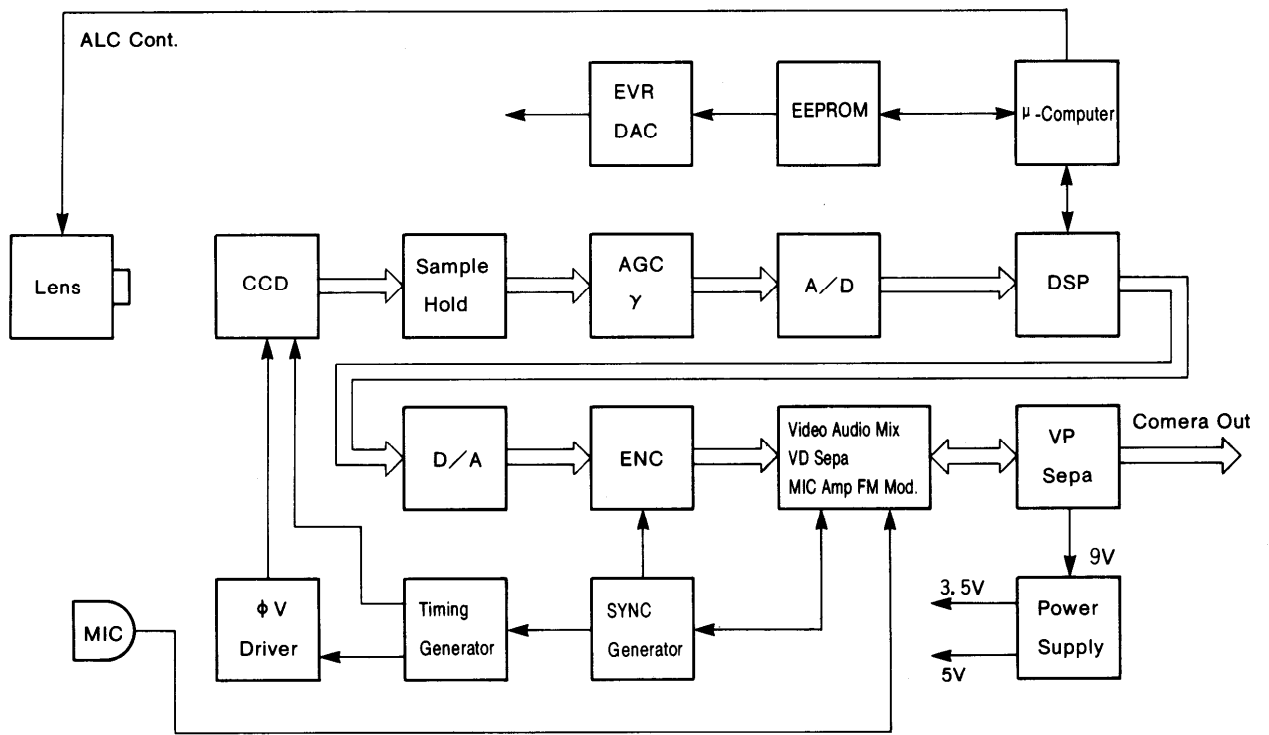 ALC Cont.
EVR
DAC
EEPROM
μ-Computer
Lens
CCD
Sample
Hold
AGC
γ
A/D
DSP
D/A
ENC
Video Audio Mix
VD Sepa
MIC Amp FM Mod.
VP
Sepa
Comera Out
9V
MIC
ϕV
Driver
Timing
Generator
SYNC
Generator
3.5V
5V
Power
Supply